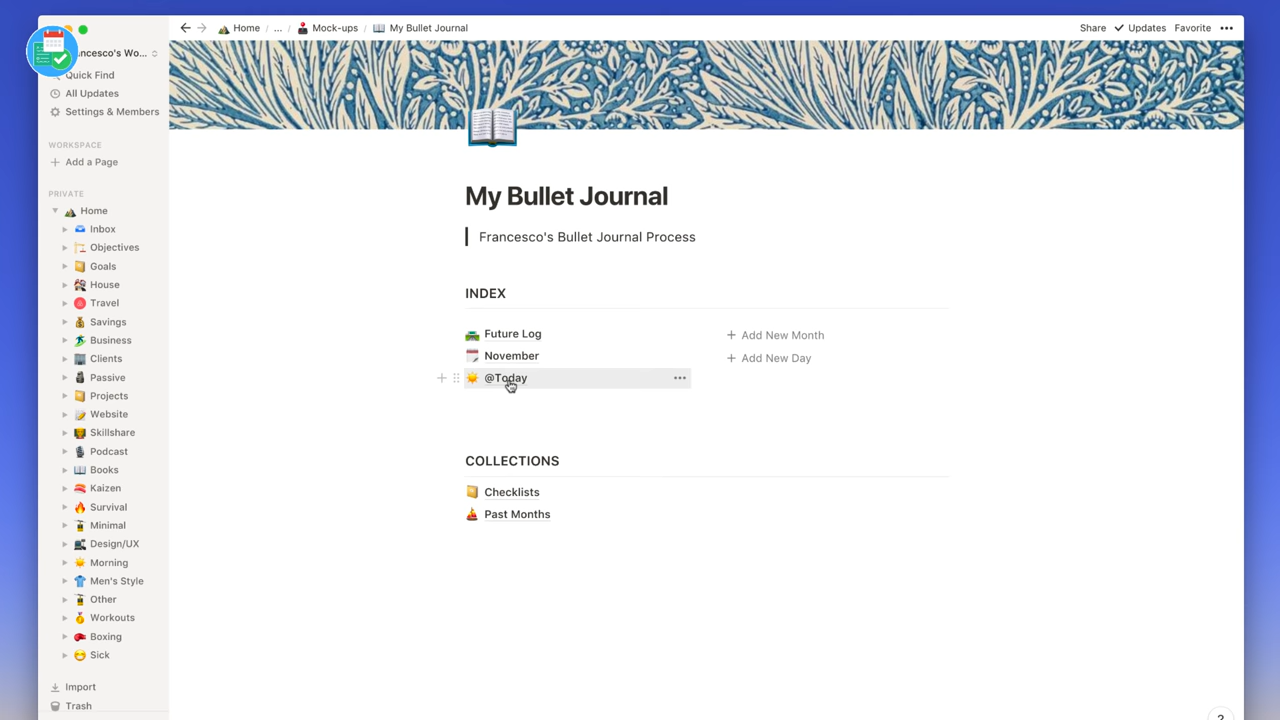 Home / ... / Mock-ups / My Bullet Journal
Share Updates Favorite •••
ncesco's Wo...
Quick Find
All Updates
Settings & Members
WORKSPACE
+ Add a Page
PRIVATE
Home
Inbox
Objectives
Goals
House
Travel
Savings
Business
Clients
Passive
Projects
Website
Skillshare
Podcast
Books
Kaizen
Survival
Minimal
Design/UX
Morning
Men's Style
Other
Workouts
Boxing
Sick
Import
Trash
My Bullet Journal
Francesco's Bullet Journal Process
INDEX
Future Log
November
@Today
+ Add New Month
+ Add New Day
COLLECTIONS
Checklists
Past Months
?